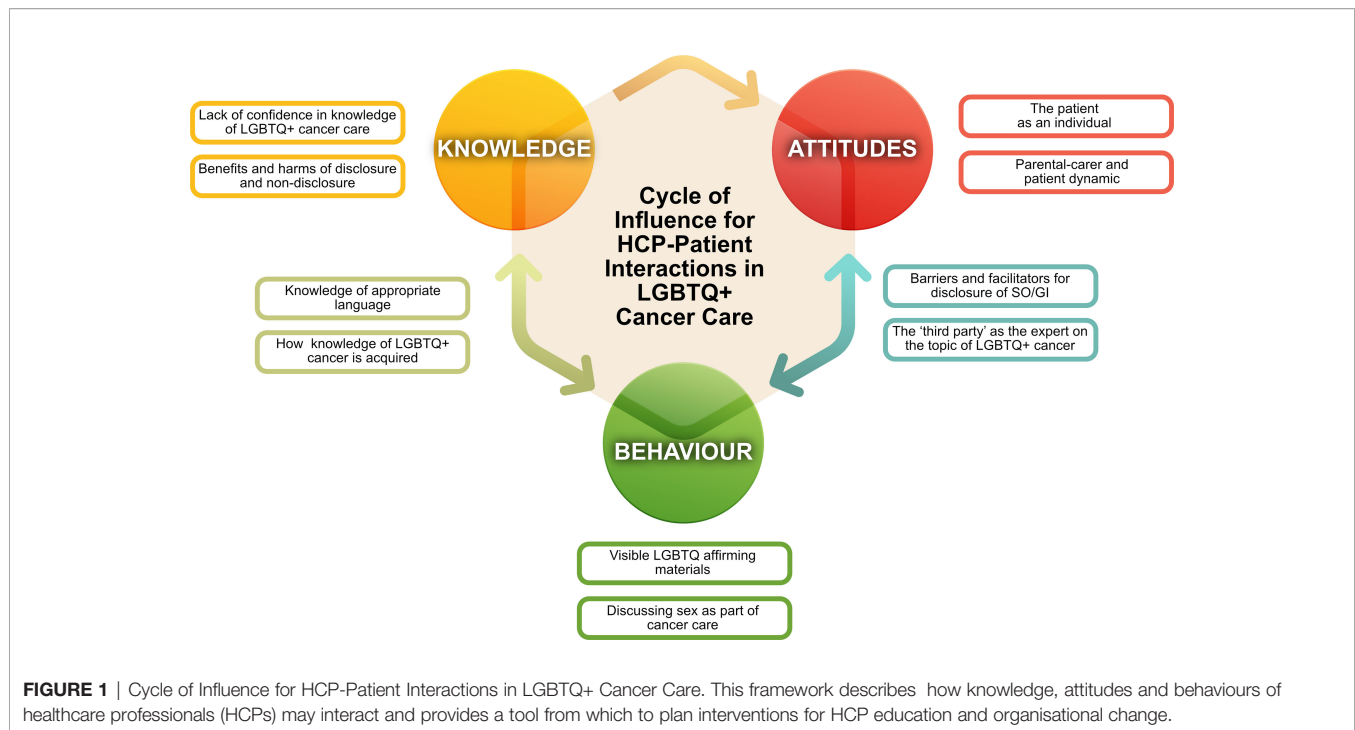 KNOWLEDGE
Lack of confidence in knowledge
of LGBTQ+ cancer care
Benefits and harms of disclosure
and non-disclosure
ATTITUDES
The patient
as an individual
Parental-carer and
patient dynamic
Cycle of
Influence for
HCP-Patient
Interactions in
LGBTQ+
Cancer Care
Knowledge of appropriate
language
How knowledge of LGBTQ+
cancer is acquired
Barriers and facilitators for
disclosure of SO/GI
The ‘third party’ as the expert on
the topic of LGBTQ+ cancer
BEHAVIOUR
Visible LGBTQ affirming
materials
Discussing sex as part of
cancer care
FIGURE 1 | Cycle of Influence for HCP-Patient Interactions in LGBTQ+ Cancer Care. This framework describes how knowledge, attitudes and behaviours of
healthcare professionals (HCPs) may interact and provides a tool from which to plan interventions for HCP education and organisational change.